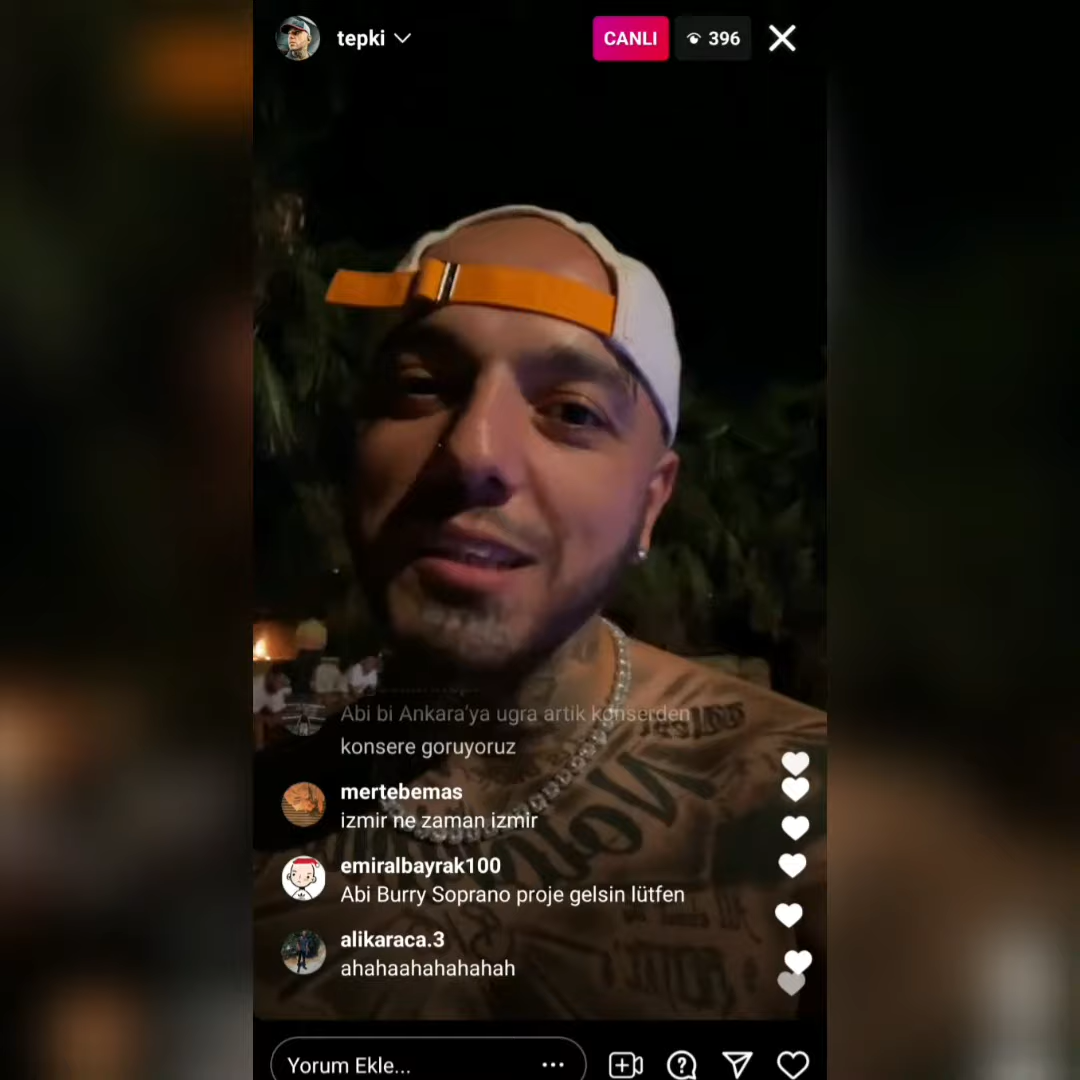 tepki
CANLI
396
Abi bi Ankara'ya ugra artik konserden
konsere goruyoruz
mertebemas
izmir ne zaman izmir
emiralbayrak100
Abi Burry Soprano proje gelsin lütfen
alikaraca.3
ahahaahahahahah
Yorum Ekle...